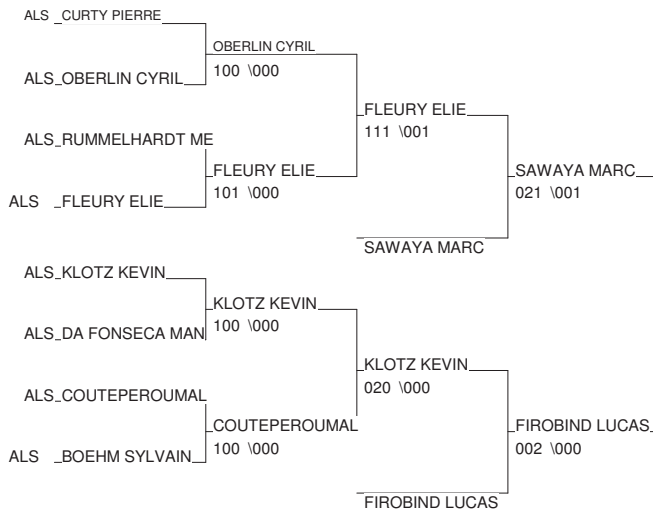 ALS_CURTY PIERRE
OBERLIN CYRIL
100 \000
ALS_OBERLIN CYRIL
FLEURY ELIE
111 \001
ALS_RUMMELHARDT ME
FLEURY ELIE
101 \000
SAWAYA MARC
021 \001
ALS _FLEURY ELIE
SAWAYA MARC
ALS_KLOTZ KEVIN
KLOTZ KEVIN
100 \000
ALS_DA FONSECA MAN
KLOTZ KEVIN
020 \000
ALS_COUTEPEROUMAL
COUTEPEROUMAL
100 \000
FIROBIND LUCAS
002 \000
ALS _BOEHM SYLVAIN
FIROBIND LUCAS